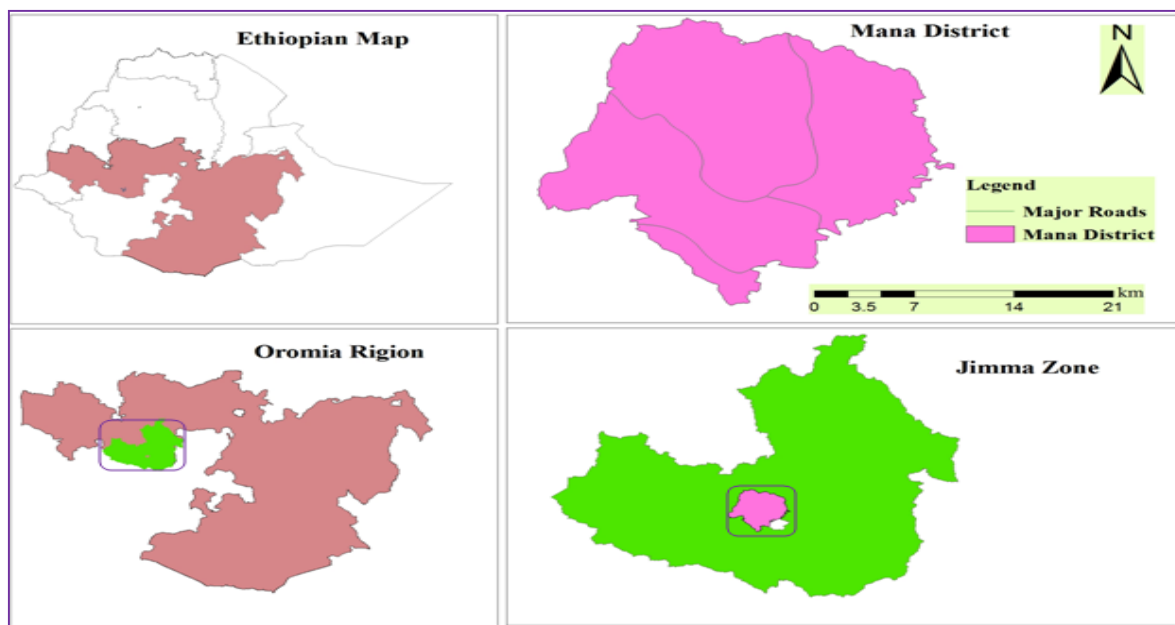 Ethiopian Map
Mana District
N
Legend
Major Roads
Mana District
km
0 3.5 7 14 21
Oromia Rigion
Jimma Zone